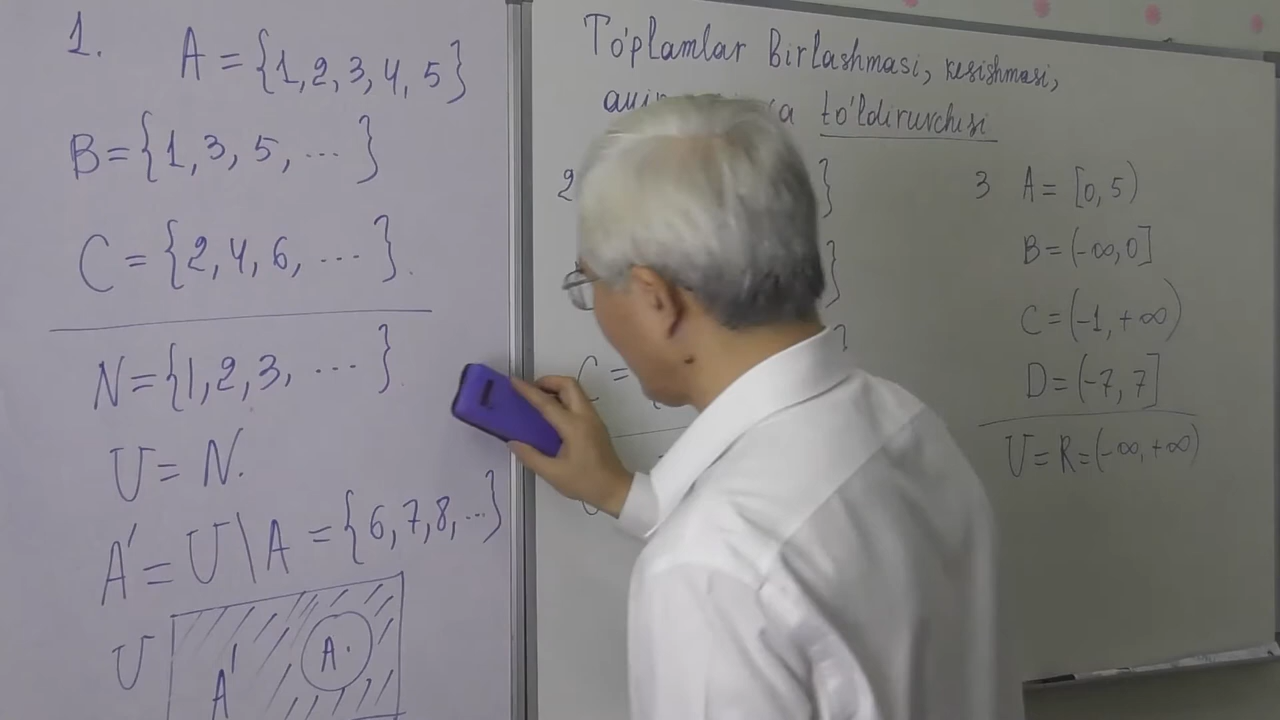 1. A = {1, 2, 3, 4, 5}
B = {1, 3, 5, ... }
C = {2, 4, 6, ... }.
N = {1, 2, 3, ... }.
U = N.
A' = U \ A = {6, 7, 8, ...}
U
A'
A.
To'plamlar Birlashmasi, kesishmasi,
to'ldiruvchisi
2
}
}
C =
3 A = [0, 5)
B = (-∞, 0]
C = (-1, +∞)
D = (-7, 7]
U = R = (-∞, +∞)